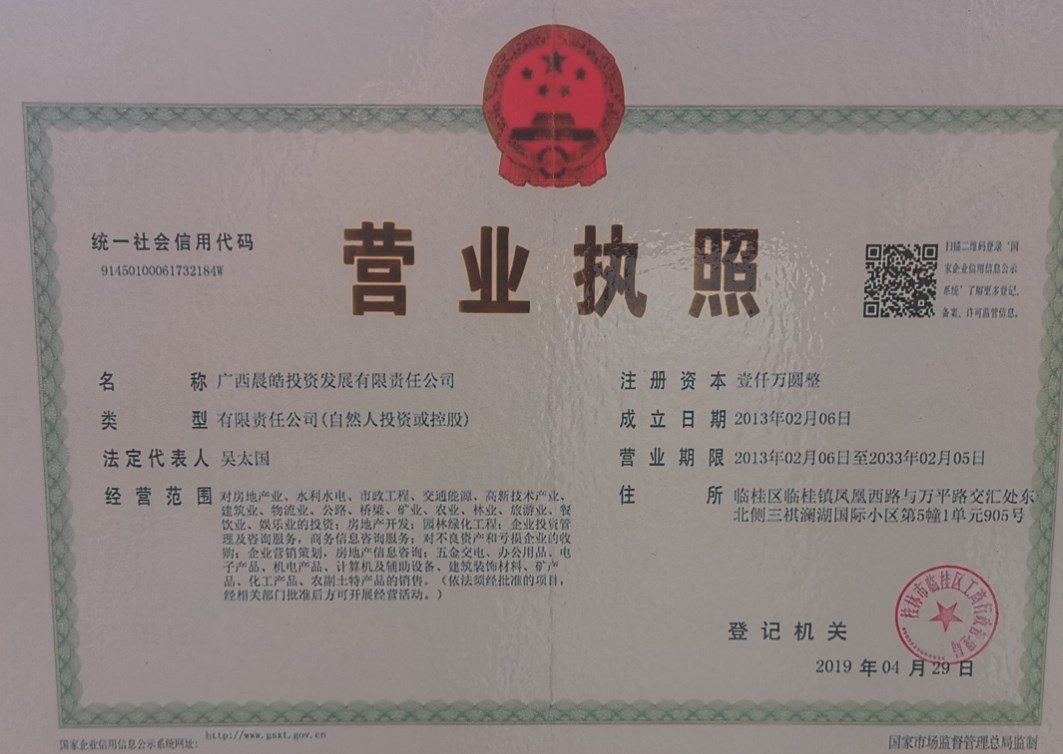 营业执照
统一社会信用代码
91450100061732184W
扫描二维码登录‘国
家企业信用信息公示
系统’了解更多登记、
备案、许可监管信息。
名称 广西晨皓投资发展有限责任公司
类型 有限责任公司(自然人投资或控股)
法定代表人 吴太国
经营范围 对房地产业、水利水电、市政工程、交通能源、高新技术产业、
建筑业、物流业、公路、桥梁、矿业、农业、林业、旅游业、餐
饮业、娱乐业的投资；房地产开发；园林绿化工程；企业投资管
理及咨询服务，商务信息咨询服务；对不良资产和亏损企业的收
购；企业营销策划，房地产信息咨询；五金交电、办公用品、电
子产品、机电产品、计算机及辅助设备、建筑装饰材料、矿产
品、化工产品、农副土特产品的销售。（依法须经批准的项目，
经相关部门批准后方可开展经营活动。）
注册资本 壹仟万圆整
成立日期 2013年02月06日
营业期限 2013年02月06日至2033年02月05日
住所 临桂区临桂镇凤凰西路与万平路交汇处东
北侧三祺澜湖国际小区第5幢1单元905号
登记机关
桂林市临桂区工商行政管理局
2019 年 04 月 29 日
国家企业信用信息公示系统网址: http://www.gsxt.gov.cn
国家市场监督管理总局监制